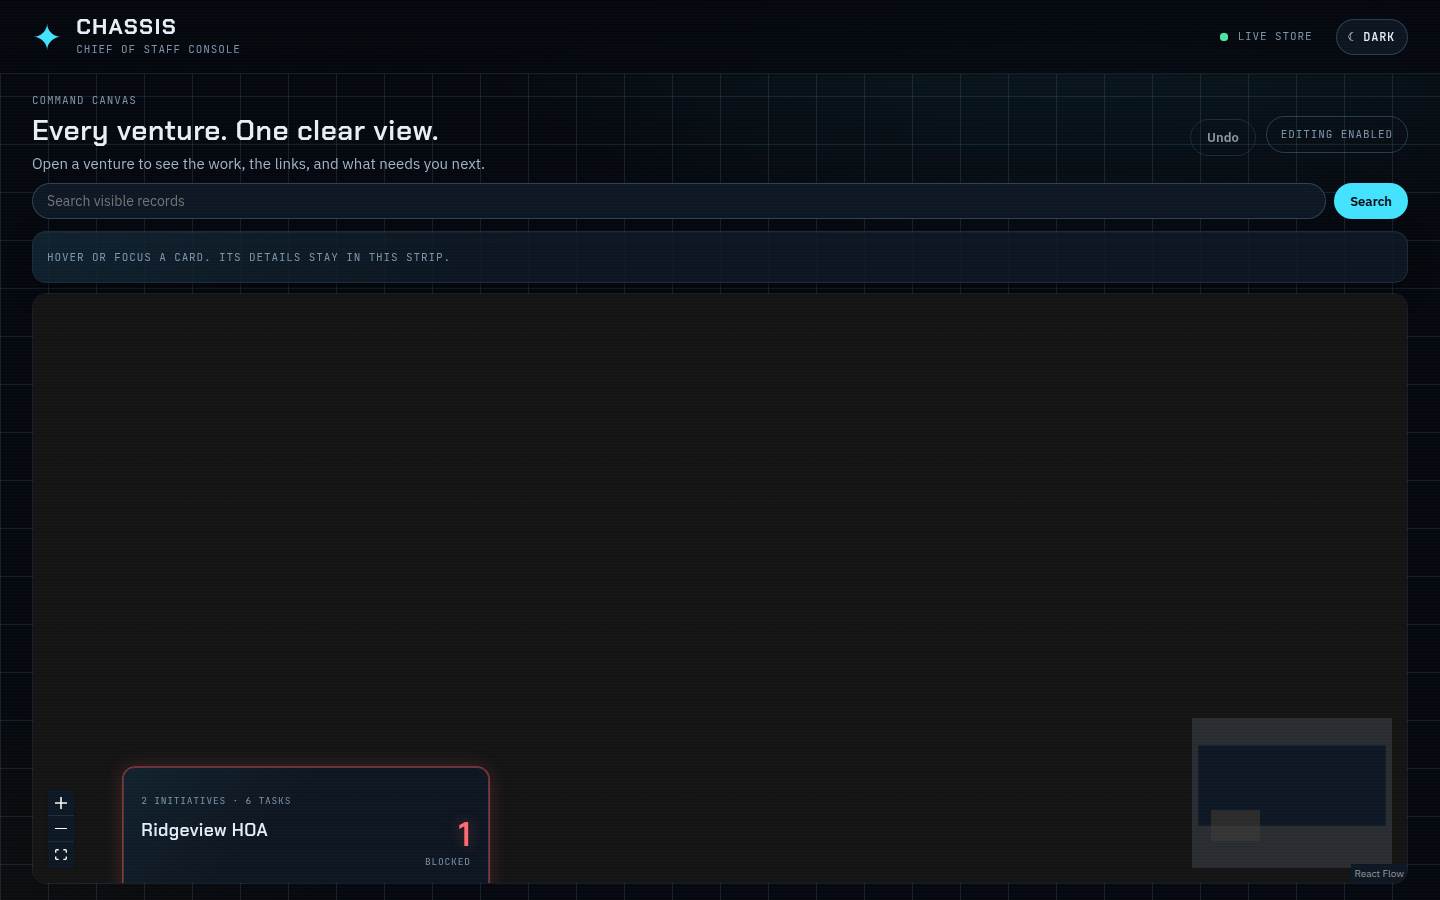 CHASSIS
CHIEF OF STAFF CONSOLE
LIVE STORE
☾ DARK
COMMAND CANVAS
Every venture. One clear view.
Open a venture to see the work, the links, and what needs you next.
Undo
EDITING ENABLED
Search visible records
Search
HOVER OR FOCUS A CARD. ITS DETAILS STAY IN THIS STRIP.
2 INITIATIVES · 6 TASKS
Ridgeview HOA
1
BLOCKED
React Flow